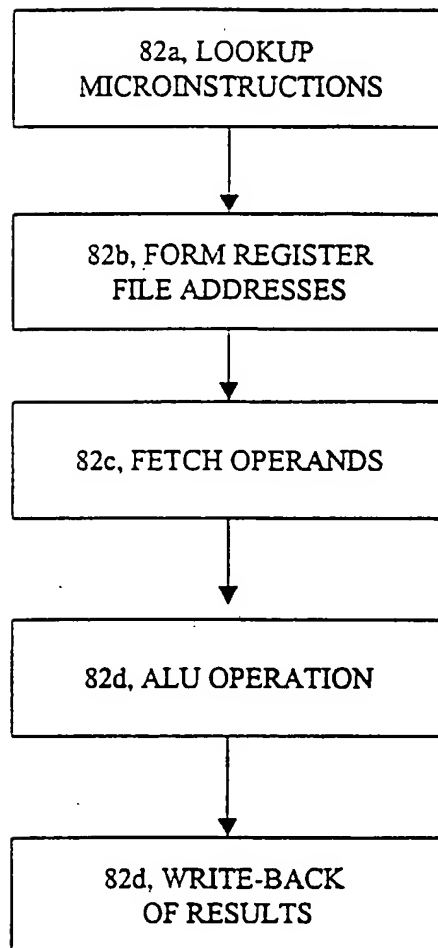 82a, LOOKUP
MICROINSTRUCTIONS
82b, FORM REGISTER
FILE ADDRESSES
82c, FETCH OPERANDS
82d, ALU OPERATION
82d, WRITE-BACK
OF RESULTS